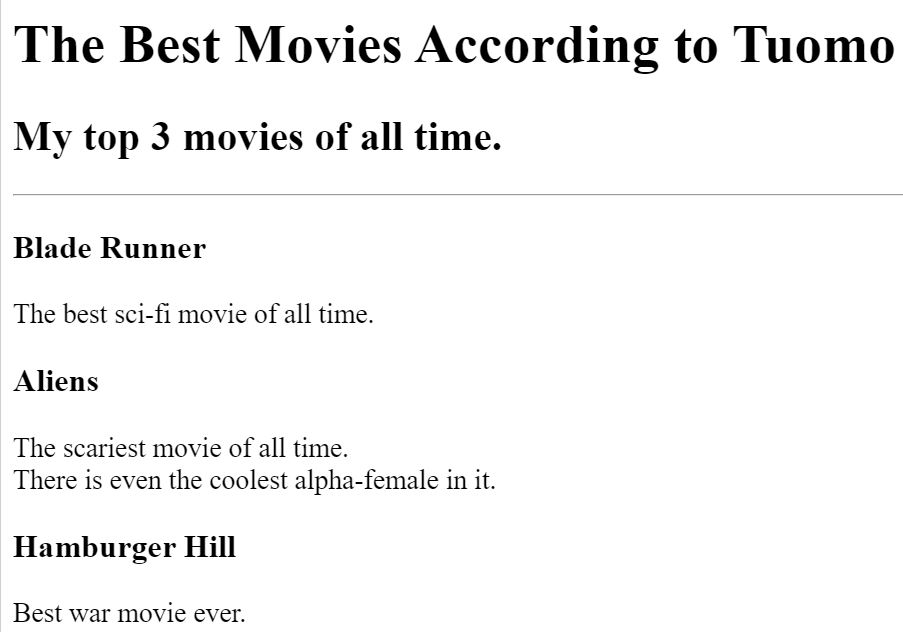 The Best Movies According to Tuomo
My top 3 movies of all time.
Blade Runner
The best sci-fi movie of all time.
Aliens
The scariest movie of all time.
There is even the coolest alpha-female in it.
Hamburger Hill
Best war movie ever.